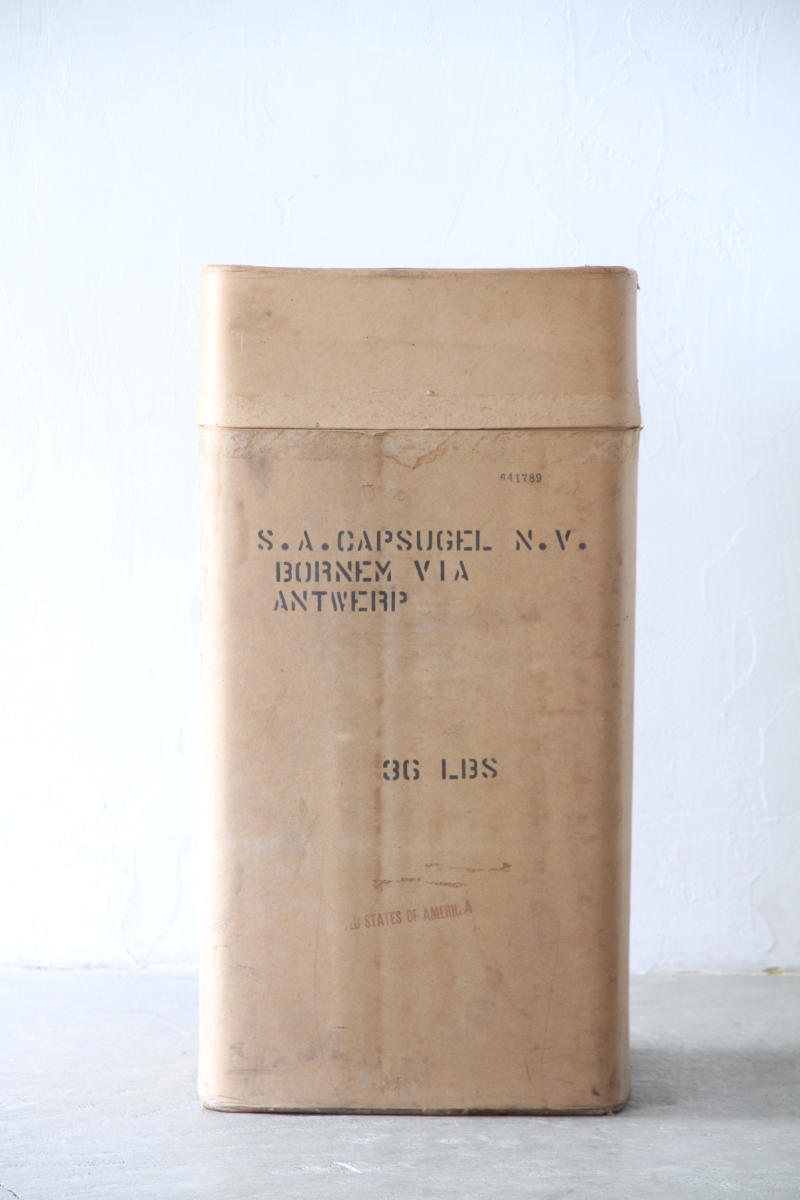 641789
S.A.CAPSUGEL N.V.
BORNEM VIA
ANTWERP
36 LBS
STATES OF AMERICA